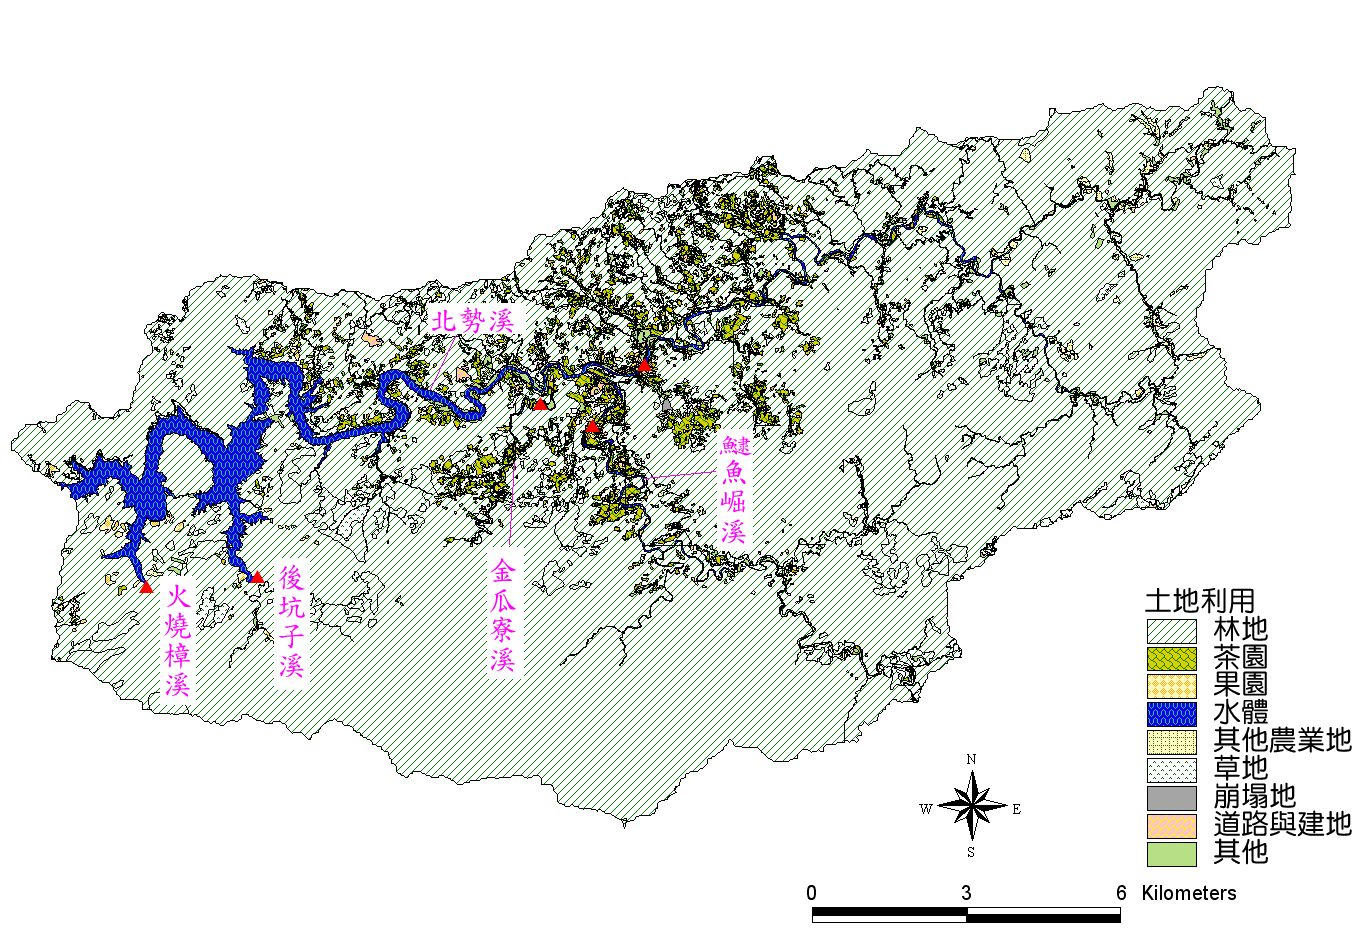 北勢溪
鱰魚崛溪
金瓜寮溪
後坑子溪
火燒樟溪
土地利用
林地
茶園
果園
水體
其他農業地
草地
崩塌地
道路與建地
其他
N
W
E
S
0 3 6 Kilometers